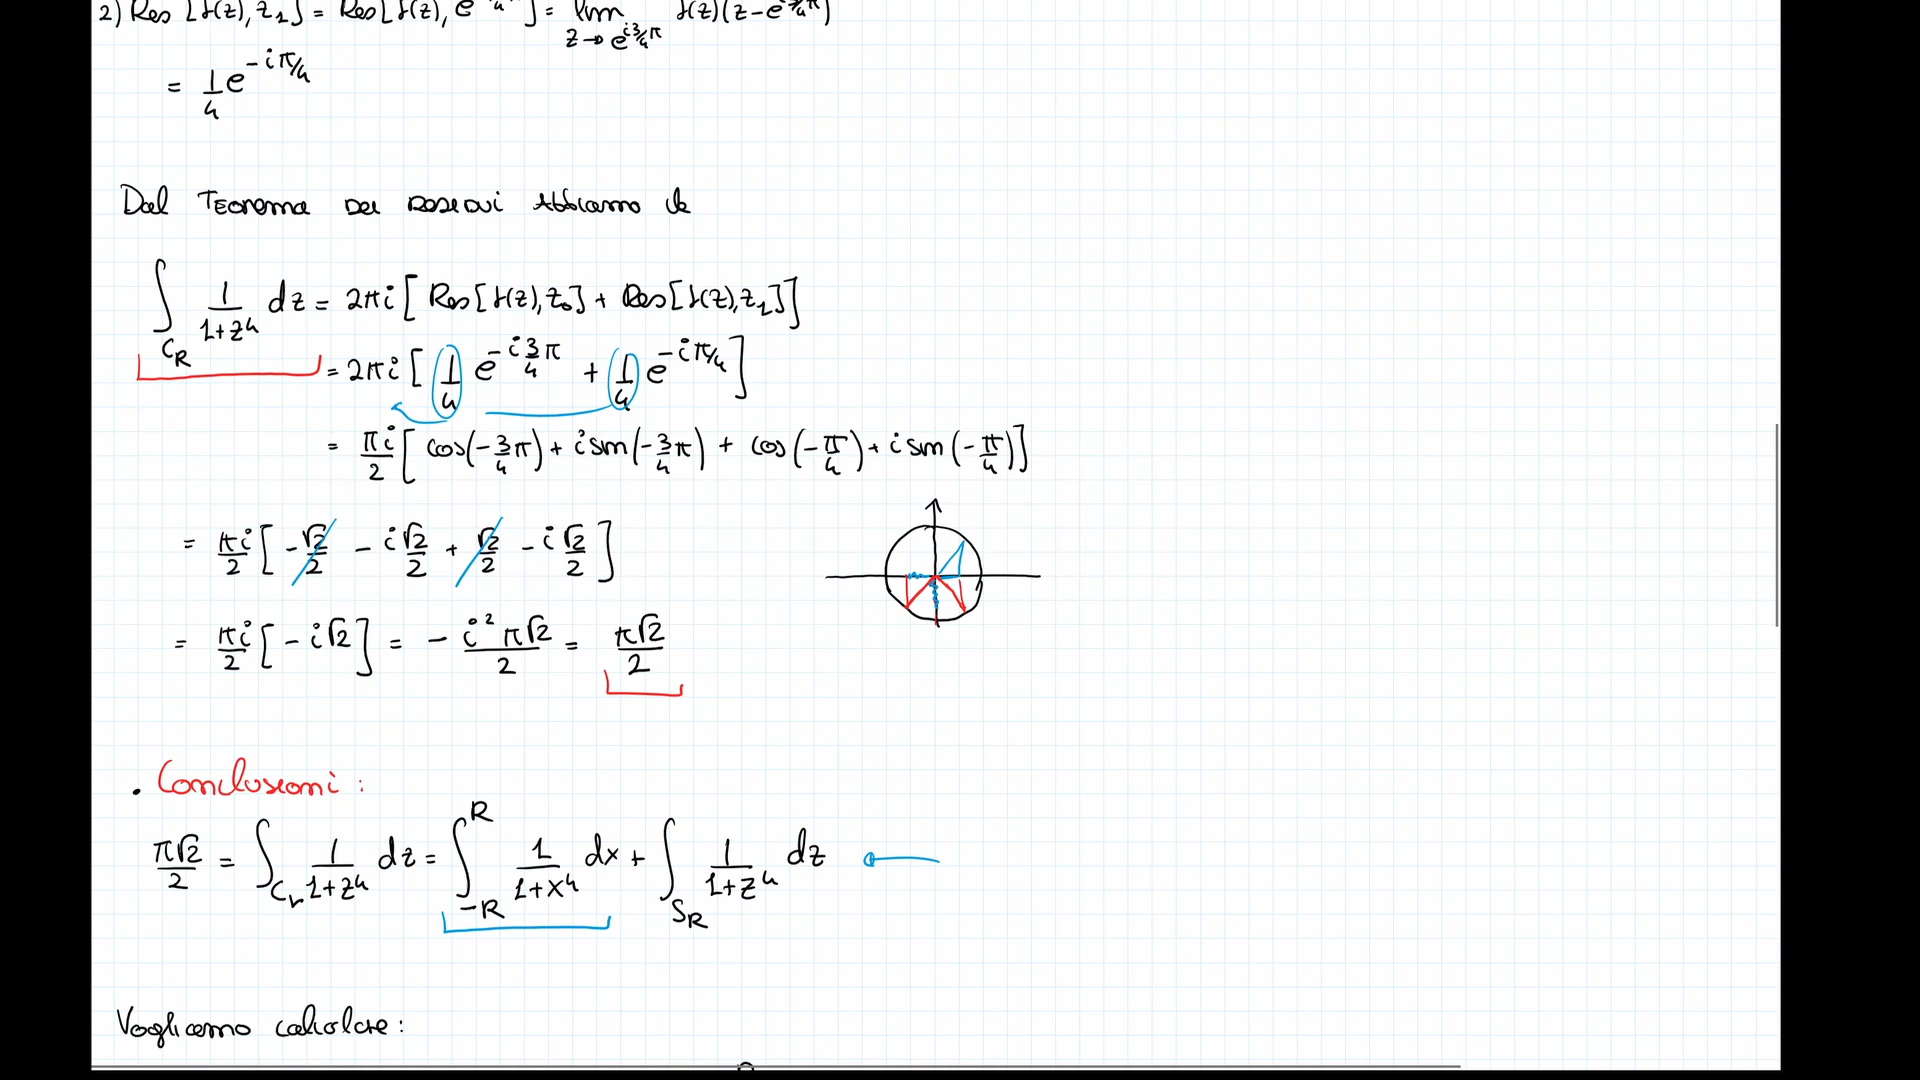 2) Res [f(z), z₁] = Res[f(z), e^{i3/4π}] = lim_{z→e^{i3/4π}} f(z)(z-e^{i3/4π})
= 1/4 e^{-iπ/4}
Dal Teorema dei Residui Abbiamo che
∫_{C_R} 1/(1+z⁴) dz = 2πi [ Res[f(z), z₀] + Res[f(z), z₁] ]
= 2πi [ 1/4 e^{-i3/4π} + 1/4 e^{-iπ/4} ]
= πi/2 [ cos(-3/4π) + i sin(-3/4π) + cos(-π/4) + i sin(-π/4) ]
= πi/2 [ -√2/2 - i√2/2 + √2/2 - i√2/2 ]
= πi/2 [ -i√2 ] = - i²π√2/2 = π√2/2
. Conclusioni :
π√2/2 = ∫_{C_r} 1/(1+z⁴) dz = ∫_{-R}^{R} 1/(1+x⁴) dx + ∫_{S_R} 1/(1+z⁴) dz
Vogliamo calcolare :